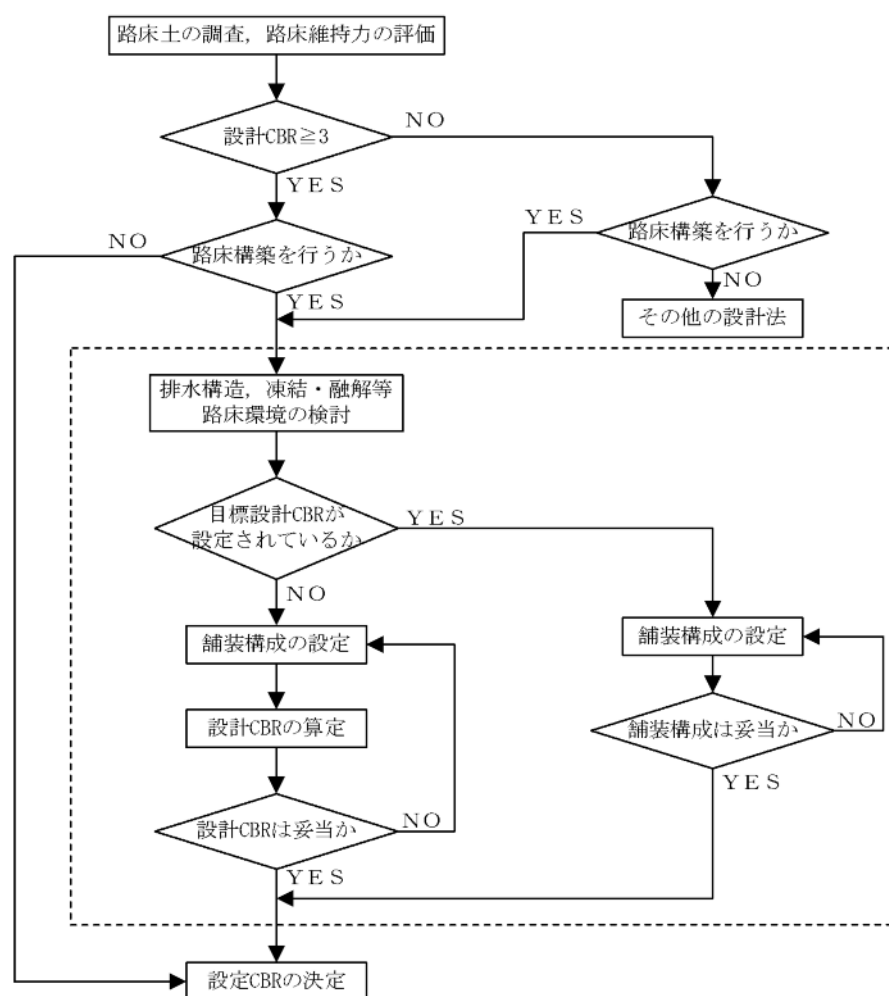 路床土の調査，路床維持力の評価
設計CBR≧3
NO
YES
NO
路床構築を行うか
YES
YES
路床構築を行うか
NO
その他の設計法
排水構造，凍結・融解等
路床環境の検討
目標設計CBRが
設定されているか
YES
NO
舗装構成の設定
舗装構成の設定
設計CBRの算定
舗装構成は妥当か
NO
YES
設計CBRは妥当か
NO
YES
設定CBRの決定